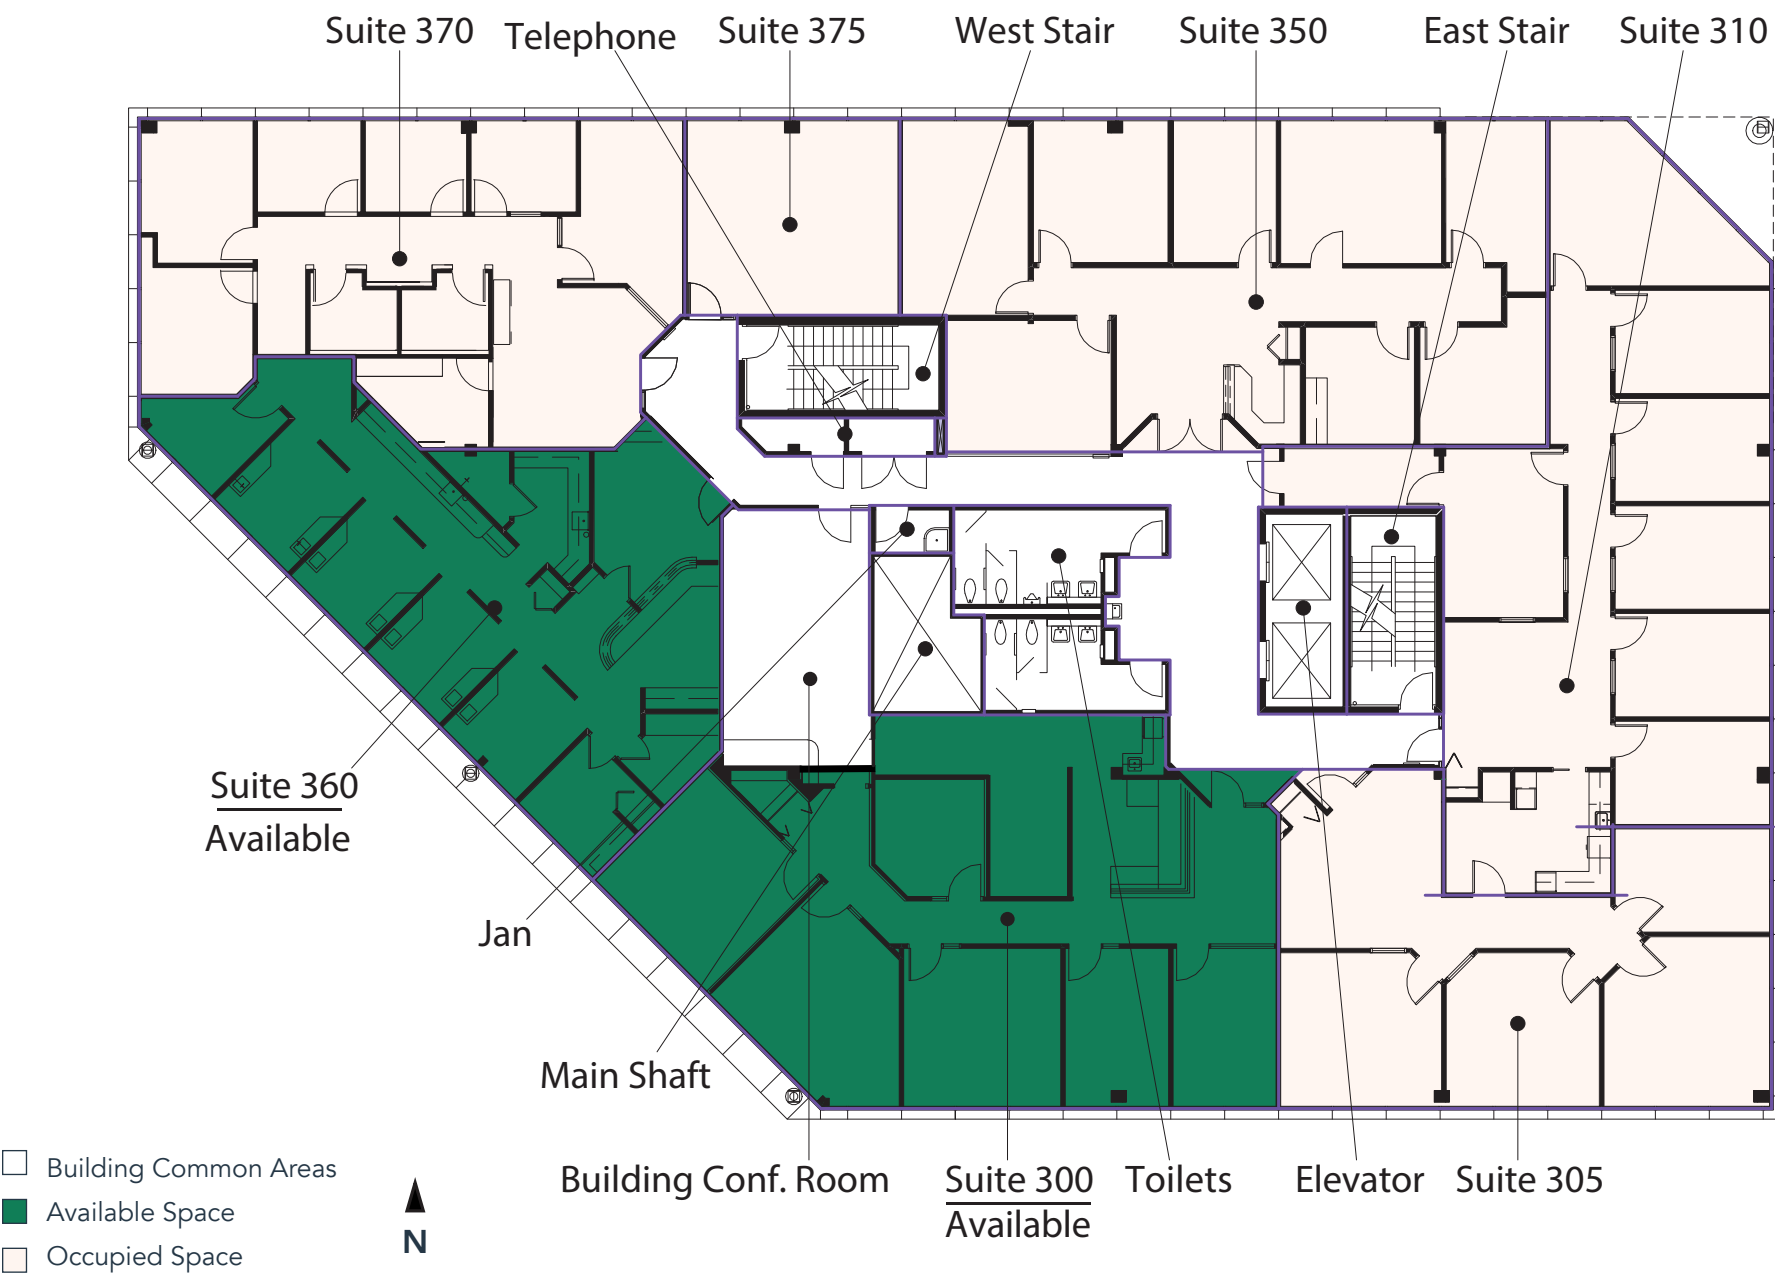 Suite 370
Telephone
Suite 375
West Stair
Suite 350
East Stair
Suite 310
Suite 360
Available
Jan
Main Shaft
Building Conf. Room
Suite 300
Available
Toilets
Elevator
Suite 305
Building Common Areas
Available Space
Occupied Space
N